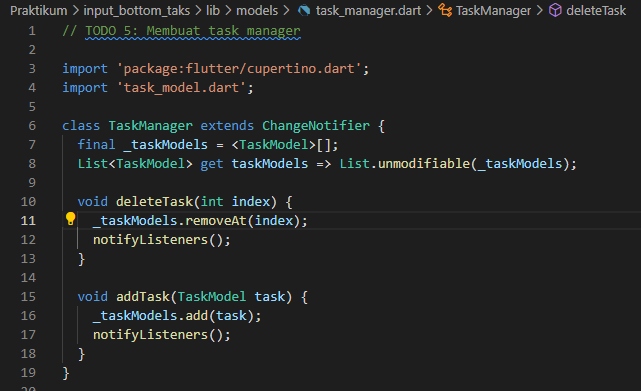 Praktikum > input_bottom_taks > lib > models > task_manager.dart > TaskManager > deleteTask
1 // TODO 5: Membuat task manager
2
3 import 'package:flutter/cupertino.dart';
4 import 'task_model.dart';
5
6 class TaskManager extends ChangeNotifier {
7 final _taskModels = <TaskModel>[];
8 List<TaskModel> get taskModels => List.unmodifiable(_taskModels);
9
10 void deleteTask(int index) {
11 _taskModels.removeAt(index);
12 notifyListeners();
13 }
14
15 void addTask(TaskModel task) {
16 _taskModels.add(task);
17 notifyListeners();
18 }
19 }
20